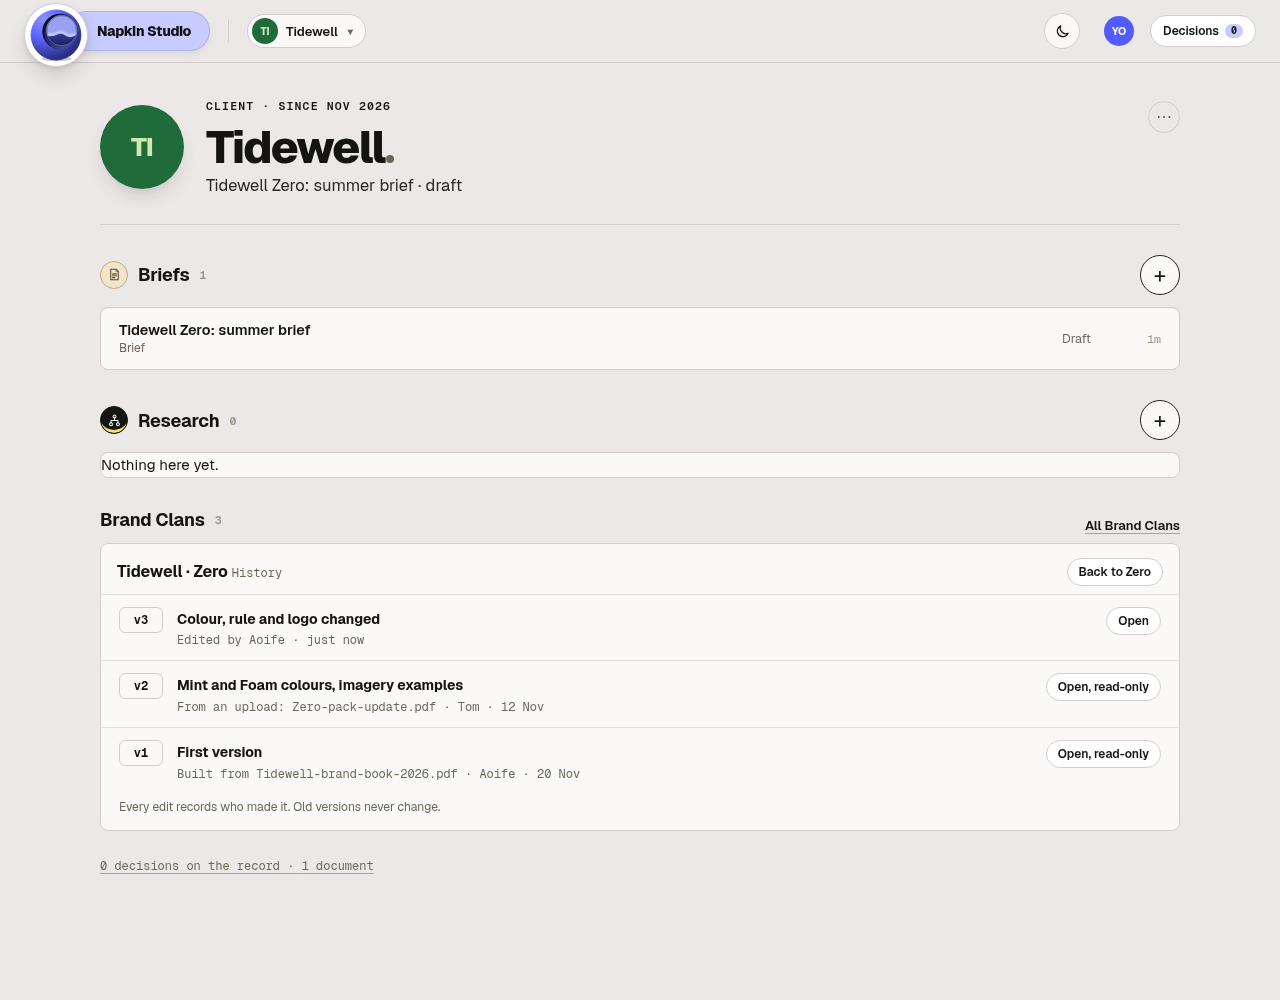 Napkin Studio
TI Tidewell ▾
YO
Decisions 0
TI
CLIENT · SINCE NOV 2026
Tidewell.
Tidewell Zero: summer brief · draft
···
Briefs 1
+
Tidewell Zero: summer brief
Brief
Draft 1m
Research 0
+
Nothing here yet.
Brand Clans 3
All Brand Clans
Tidewell · Zero History
Back to Zero
v3 Colour, rule and logo changed
Edited by Aoife · just now
Open
v2 Mint and Foam colours, imagery examples
From an upload: Zero-pack-update.pdf · Tom · 12 Nov
Open, read-only
v1 First version
Built from Tidewell-brand-book-2026.pdf · Aoife · 20 Nov
Open, read-only
Every edit records who made it. Old versions never change.
0 decisions on the record · 1 document